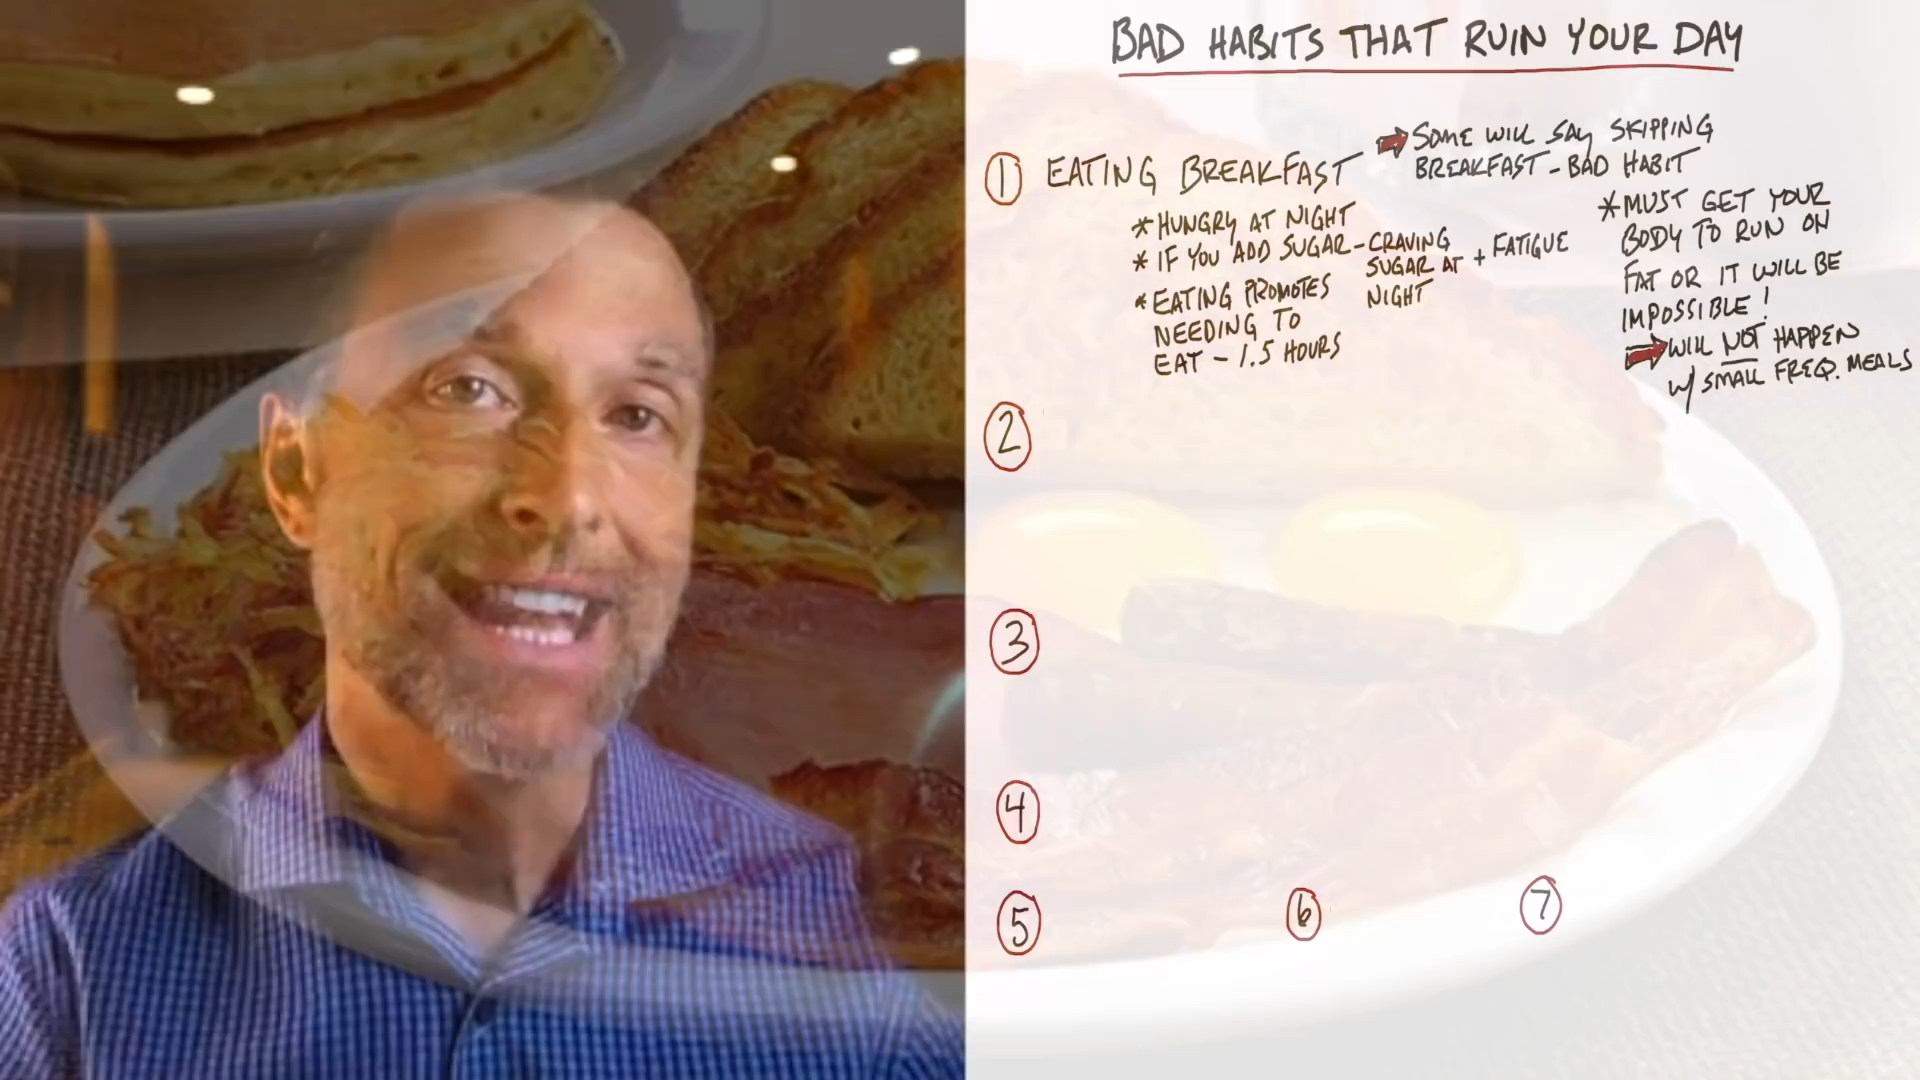 BAD HABITS THAT RUIN YOUR DAY
1 EATING BREAKFAST
→ SOME WILL SAY SKIPPING
BREAKFAST - BAD HABIT
* HUNGRY AT NIGHT
* IF YOU ADD SUGAR - CRAVING
SUGAR AT + FATIGUE
NIGHT
* EATING PROMOTES
NEEDING TO
EAT - 1.5 HOURS
* MUST GET YOUR
BODY TO RUN ON
FAT OR IT WILL BE
IMPOSSIBLE!
→ WILL NOT HAPPEN
W/ SMALL FREQ. MEALS
2
3
4
5 6 7